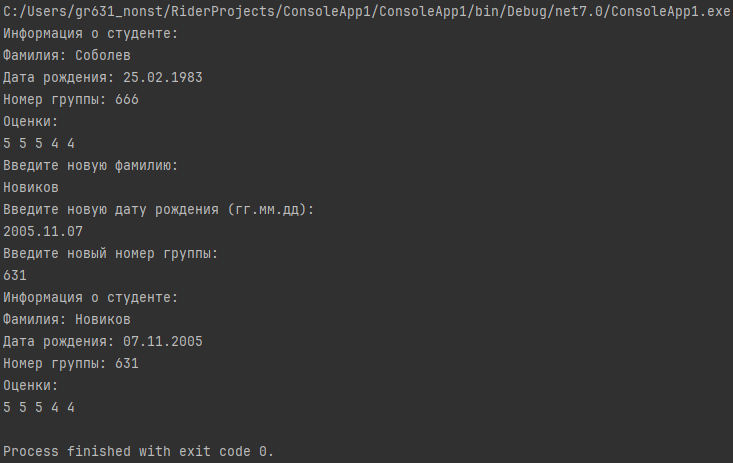 C:/Users/gr631_nonst/RiderProjects/ConsoleApp1/ConsoleApp1/bin/Debug/net7.0/ConsoleApp1.exe
Информация о студенте:
Фамилия: Соболев
Дата рождения: 25.02.1983
Номер группы: 666
Оценки:
5 5 5 4 4
Введите новую фамилию:
Новиков
Введите новую дату рождения (гг.мм.дд):
2005.11.07
Введите новый номер группы:
631
Информация о студенте:
Фамилия: Новиков
Дата рождения: 07.11.2005
Номер группы: 631
Оценки:
5 5 5 4 4
Process finished with exit code 0.